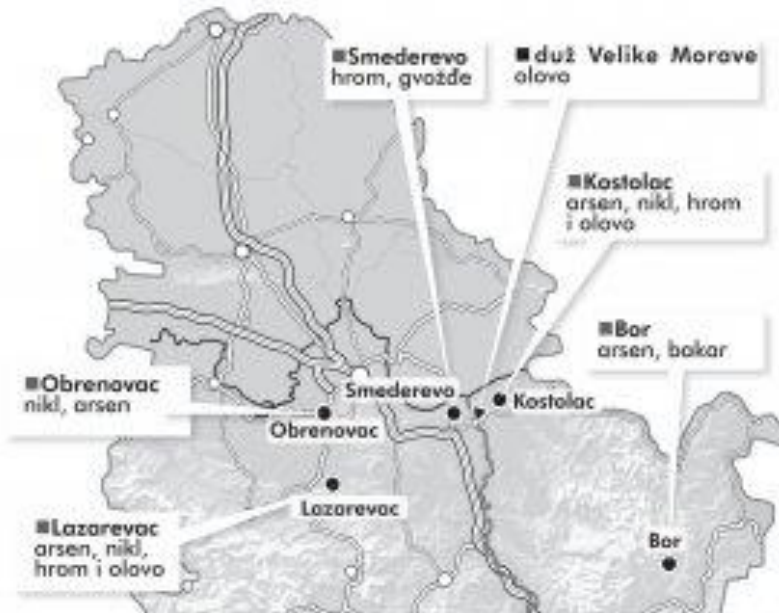 Smederevo
hrom, gvožđe
duž Velike Morave
olovo
Kostolac
arsen, nikl, hrom
i olovo
Bor
arsen, bakar
Obrenovac
nikl, arsen
Smederevo
Kostolac
Obrenovac
Lazarevac
Lazarevac
arsen, nikl,
hrom i olovo
Bor